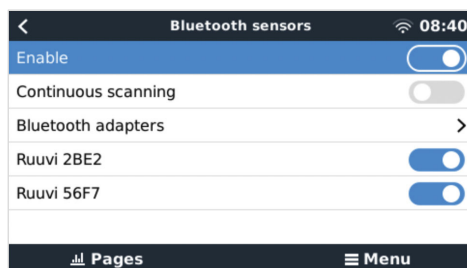 Bluetooth sensors 08:40
Enable
Continuous scanning
Bluetooth adapters
Ruuvi 2BE2
Ruuvi 56F7
Pages Menu